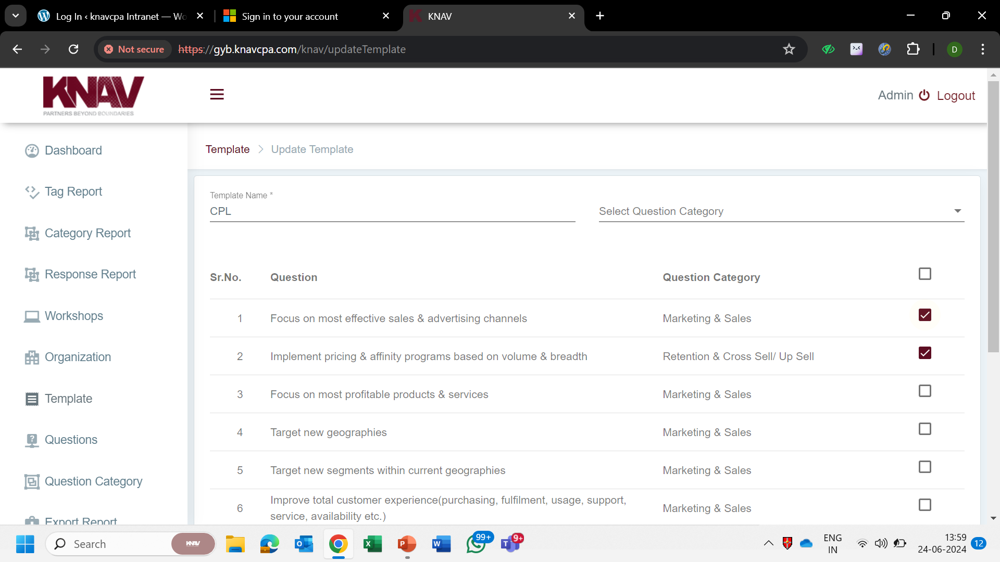 Log In ‹ knavcpa Intranet — Wo
Sign in to your account
KNAV
Not secure
https://gyb.knavcpa.com/knav/updateTemplate
D
KNAV
PARTNERS BEYOND BOUNDARIES
Admin
Logout
Dashboard
Tag Report
Category Report
Response Report
Workshops
Organization
Template
Questions
Question Category
Export Report
Template > Update Template
Template Name *
CPL
Select Question Category
Sr.No. Question Question Category
1 Focus on most effective sales & advertising channels Marketing & Sales
2 Implement pricing & affinity programs based on volume & breadth Retention & Cross Sell/ Up Sell
3 Focus on most profitable products & services Marketing & Sales
4 Target new geographies Marketing & Sales
5 Target new segments within current geographies Marketing & Sales
6 Improve total customer experience(purchasing, fulfilment, usage, support,
service, availability etc.) Marketing & Sales
Search
KNAV
99+
9+
ENG
IN
13:59
24-06-2024
12